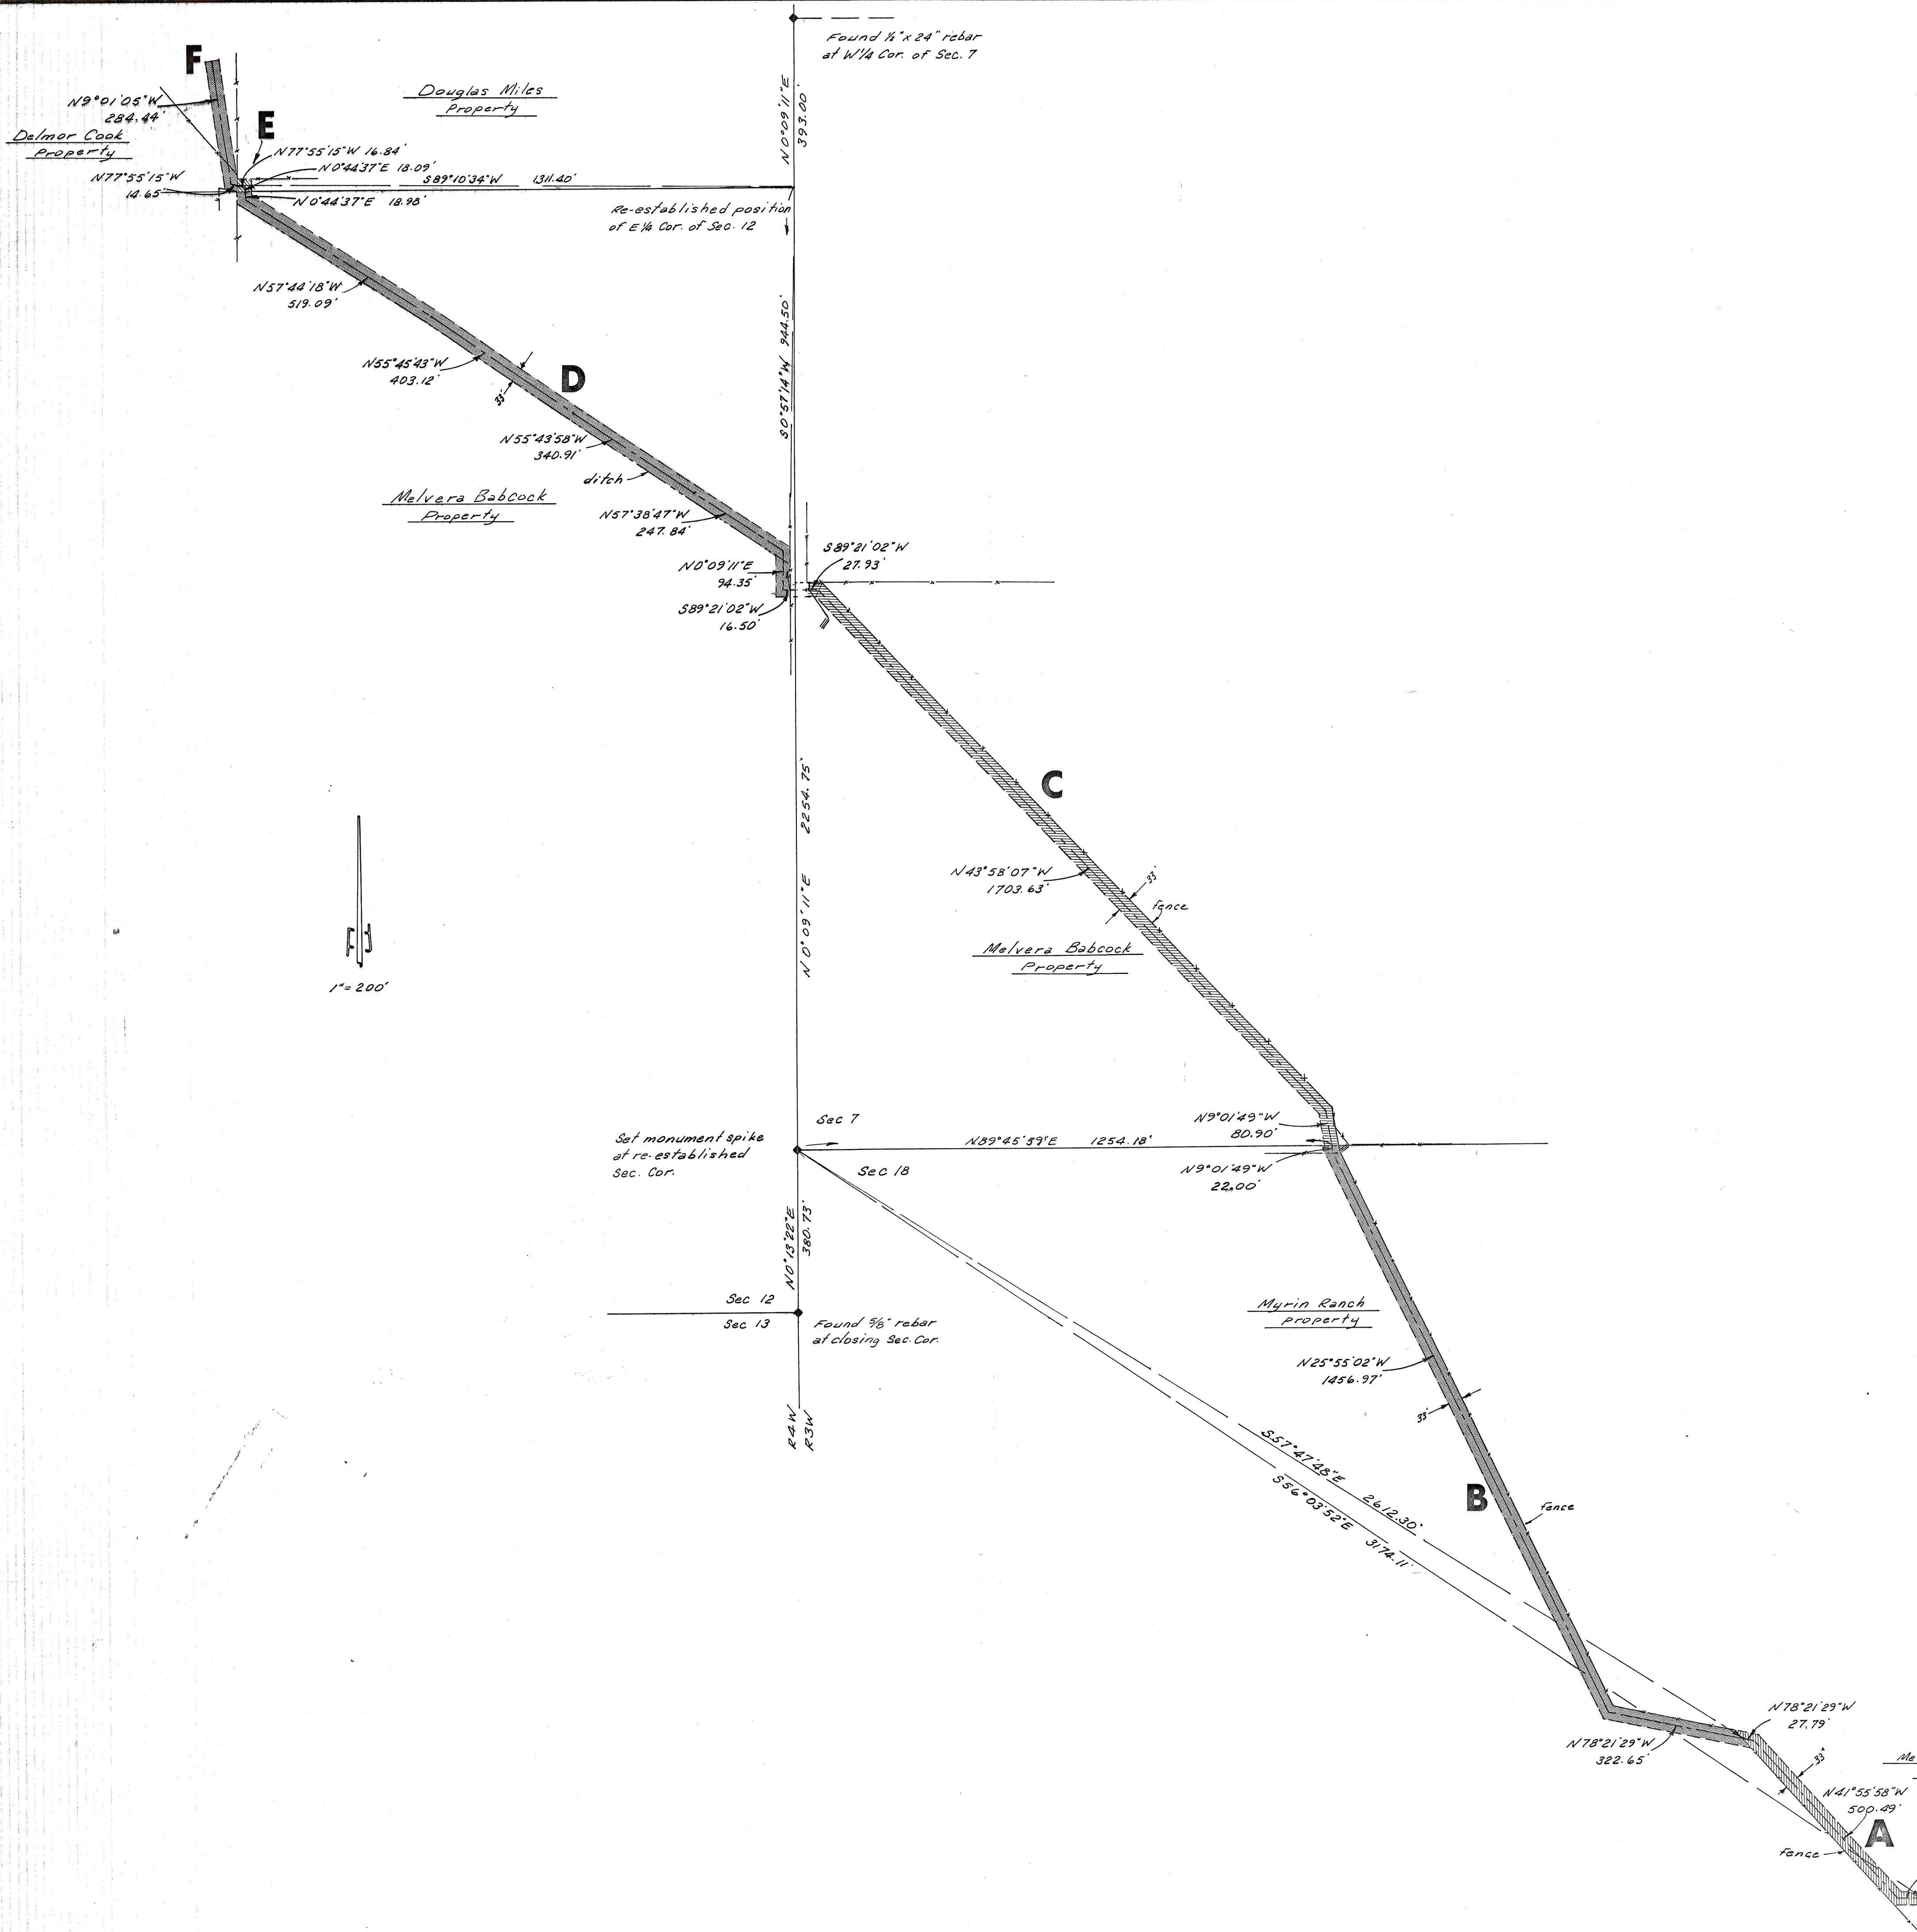 Found 1/2" x 24" rebar
at W 1/4 Cor. of Sec. 7
N0°09'11"E
393.00'
F
N9°01'05"W
284.44'
Delmor Cook
Property
Douglas Miles
Property
E
N77°55'15"W 16.84'
N0°44'37"E 18.09'
S89°10'34"W 1311.40'
N77°55'15"W
14.65'
N0°44'37"E 18.98'
Re-established position
of E 1/4 Cor. of Sec. 12
N57°44'18"W
519.09'
S0°57'14"W 944.50'
N55°45'43"W
403.12'
33'
D
N55°43'58"W
340.91'
ditch
Melvera Babcock
Property
N57°38'47"W
247.84'
N0°09'11"E
94.35'
S89°21'02"W
16.50'
S89°21'02"W
27.93'
N0°09'11"E 2254.75'
C
N43°58'07"W
1703.63'
33'
fence
Melvera Babcock
Property
1"=200'
Sec 7
Set monument spike
at re-established
Sec. Cor.
N89°45'59"E 1254.18'
Sec 18
N9°01'49"W
80.90'
N9°01'49"W
22.00'
N0°13'22"E
380.73'
Sec 12
Sec 13
Found 5/8" rebar
at closing Sec. Cor.
R4W
R3W
Myrin Ranch
property
N25°55'02"W
1456.97'
33'
S57°47'48"E 2612.30'
S56°03'52"E 3174.11'
B
fence
N78°21'29"W
27.79'
N78°21'29"W
322.65'
33'
Me
N41°55'58"W
500.49'
A
fence